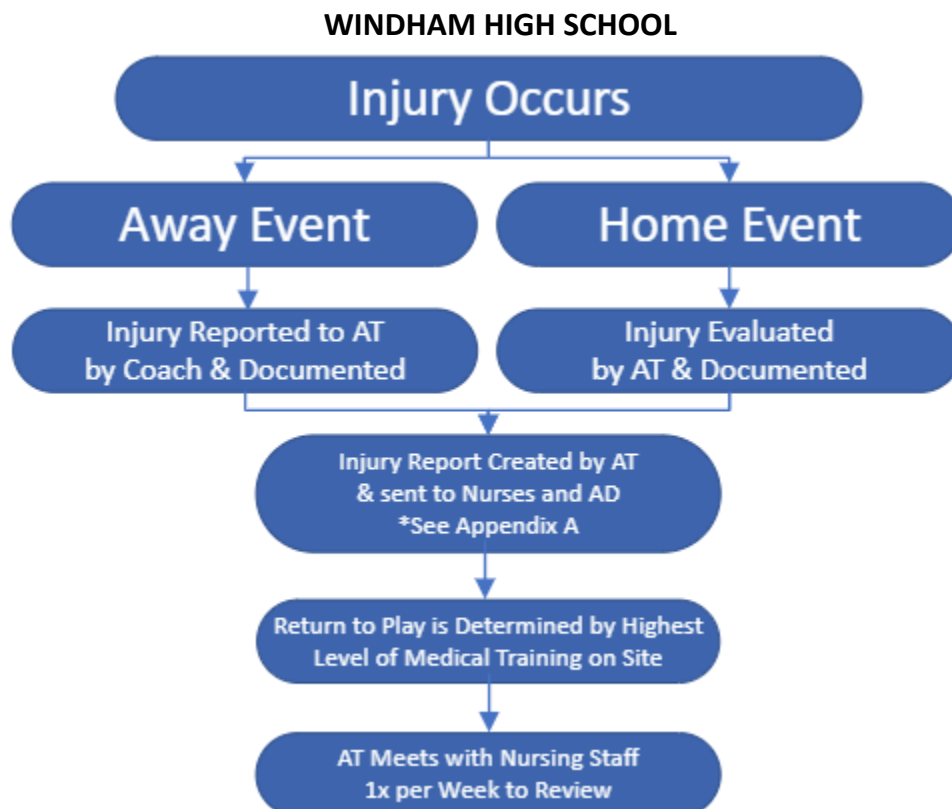 WINDHAM HIGH SCHOOL
Injury Occurs
Away Event
Home Event
Injury Reported to AT
by Coach & Documented
Injury Evaluated
by AT & Documented
Injury Report Created by AT
& sent to Nurses and AD
*See Appendix A
Return to Play is Determined by Highest
Level of Medical Training on Site
AT Meets with Nursing Staff
1x per Week to Review